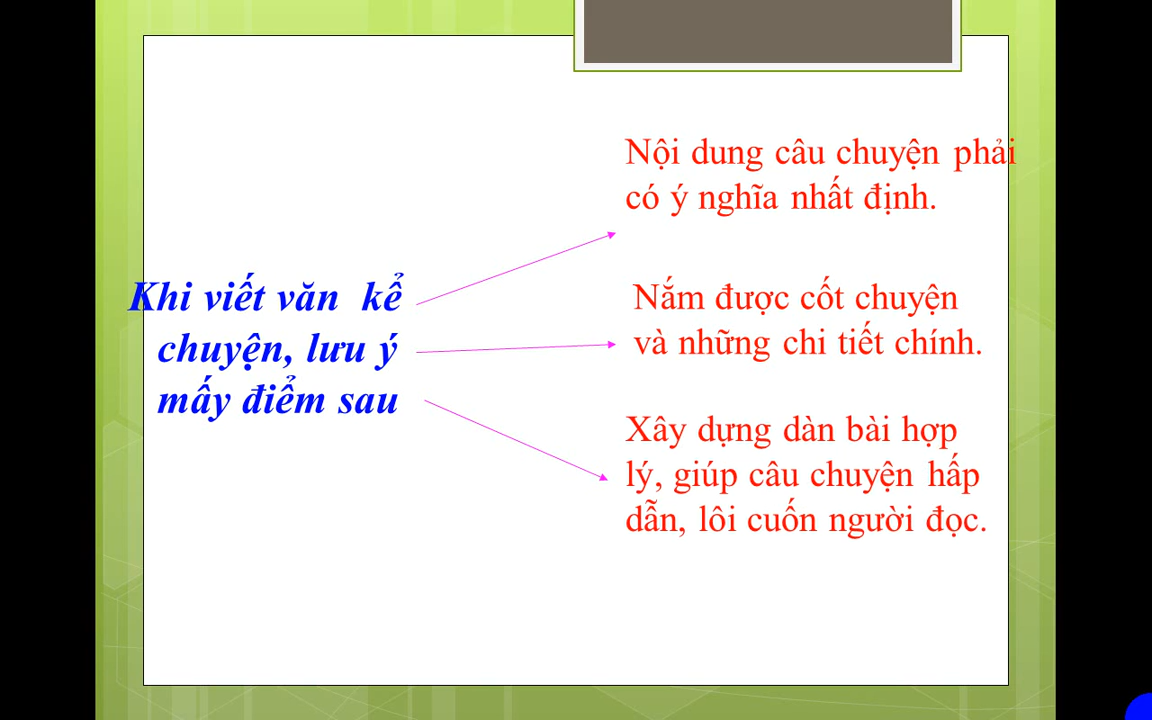 Khi viết văn kể
chuyện, lưu ý
mấy điểm sau
Nội dung câu chuyện phải
có ý nghĩa nhất định.
Nắm được cốt chuyện
và những chi tiết chính.
Xây dựng dàn bài hợp
lý, giúp câu chuyện hấp
dẫn, lôi cuốn người đọc.